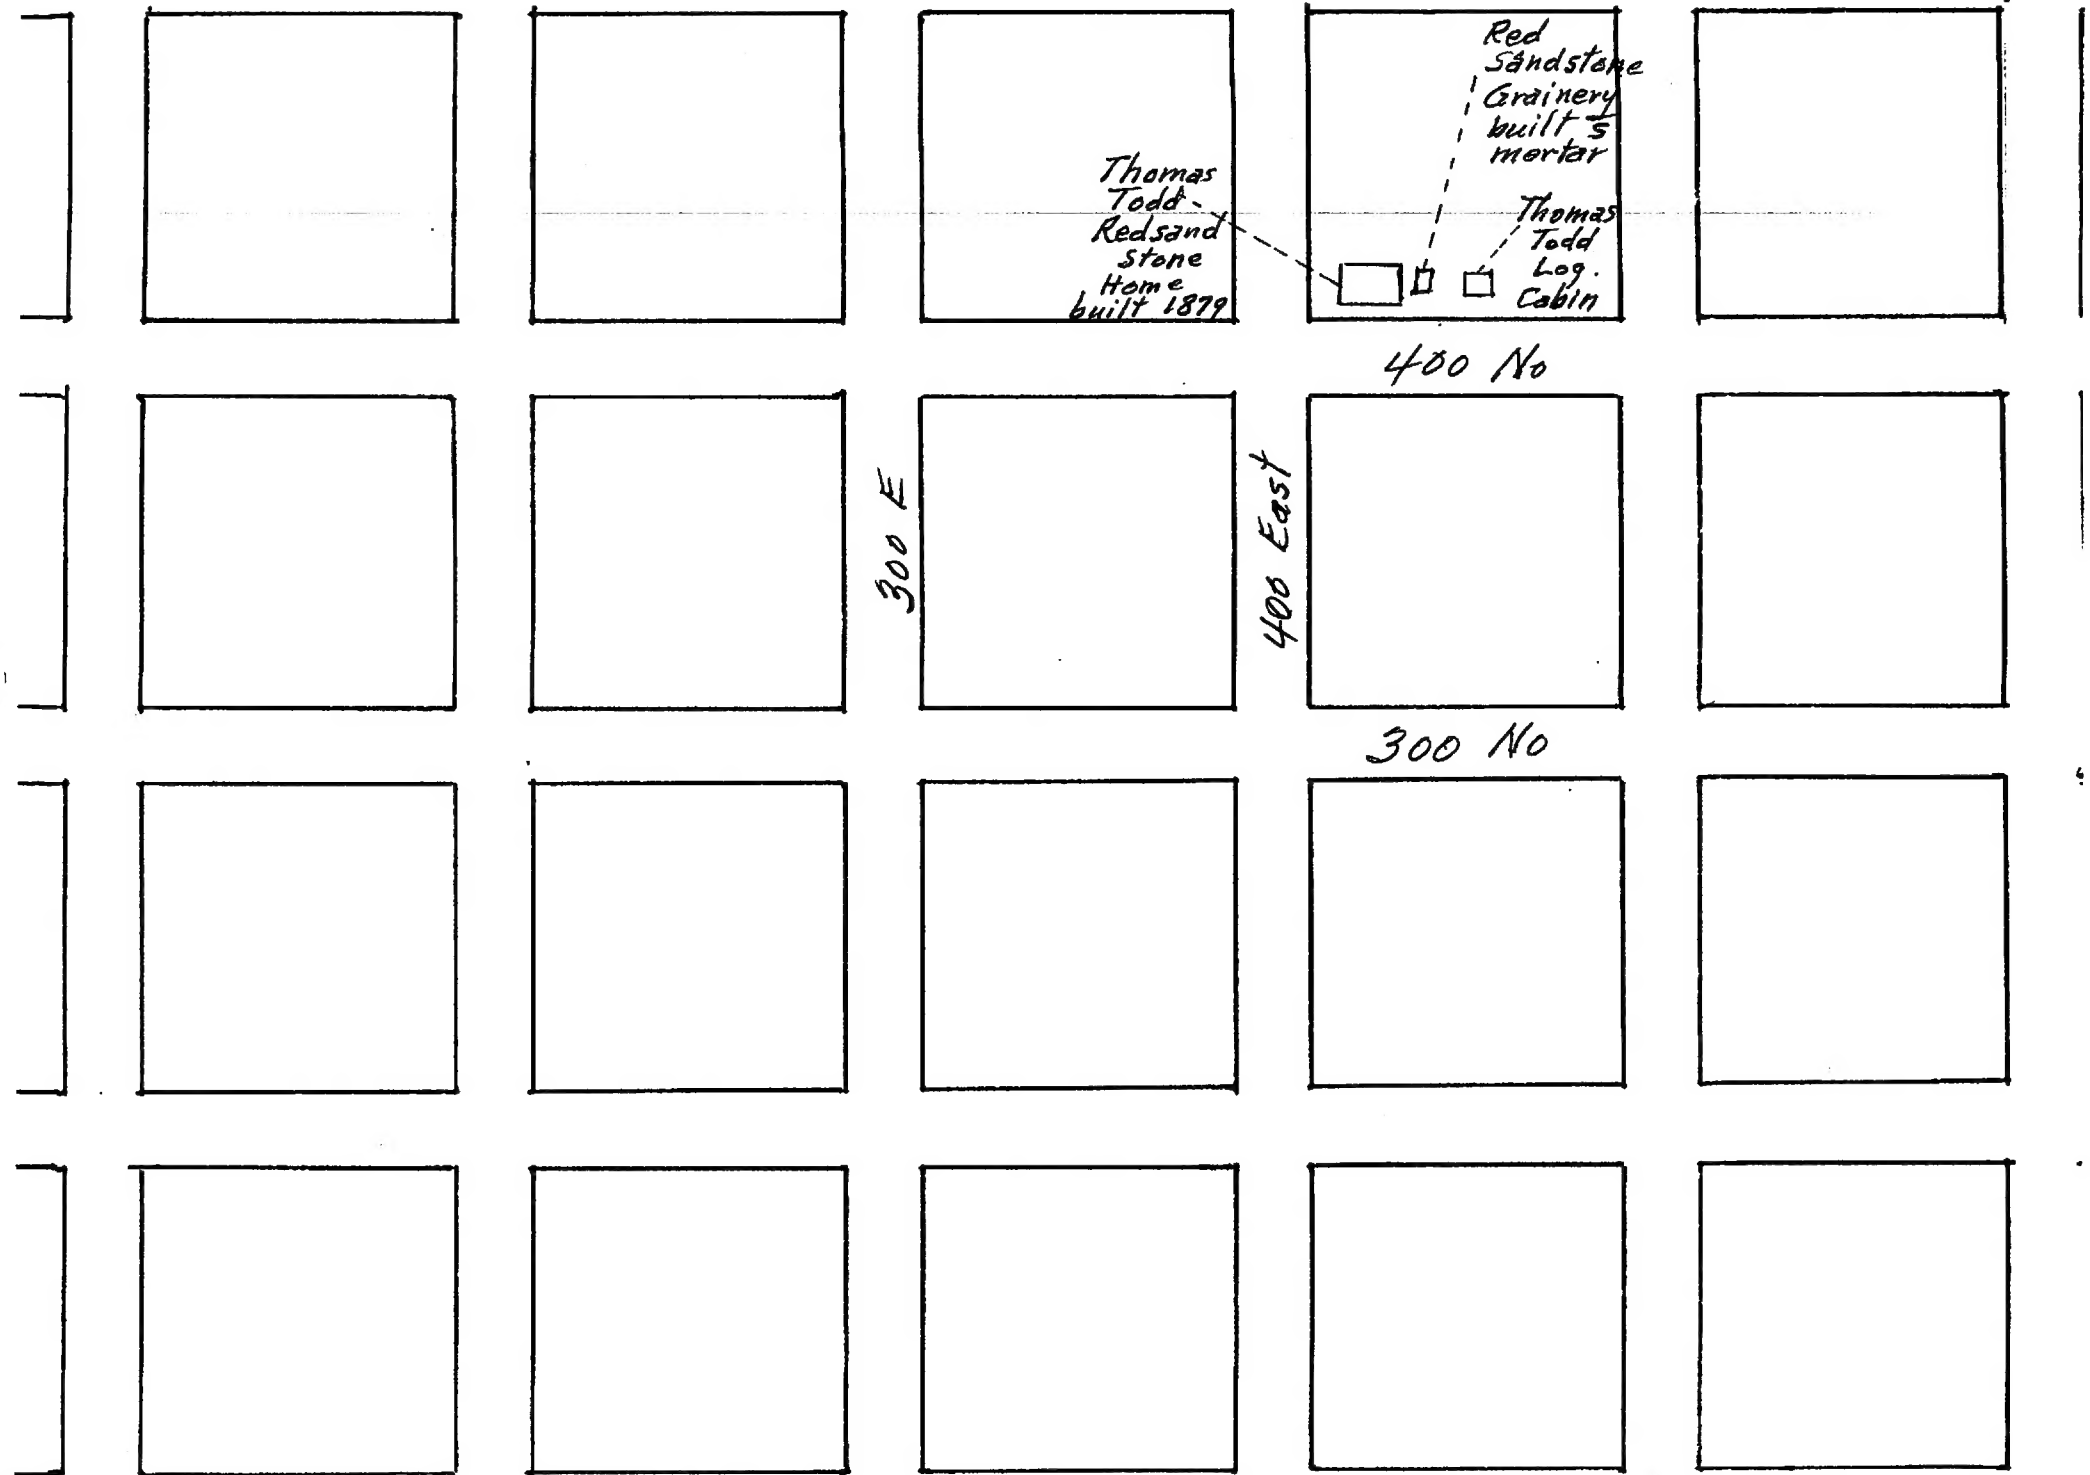 Red
Sandstone
Grainery
built s̄
mortar
Thomas
Todd
Redsand
stone
Home
built 1879
Thomas
Todd
Log.
Cabin
400 No
300 E
400 East
300 No